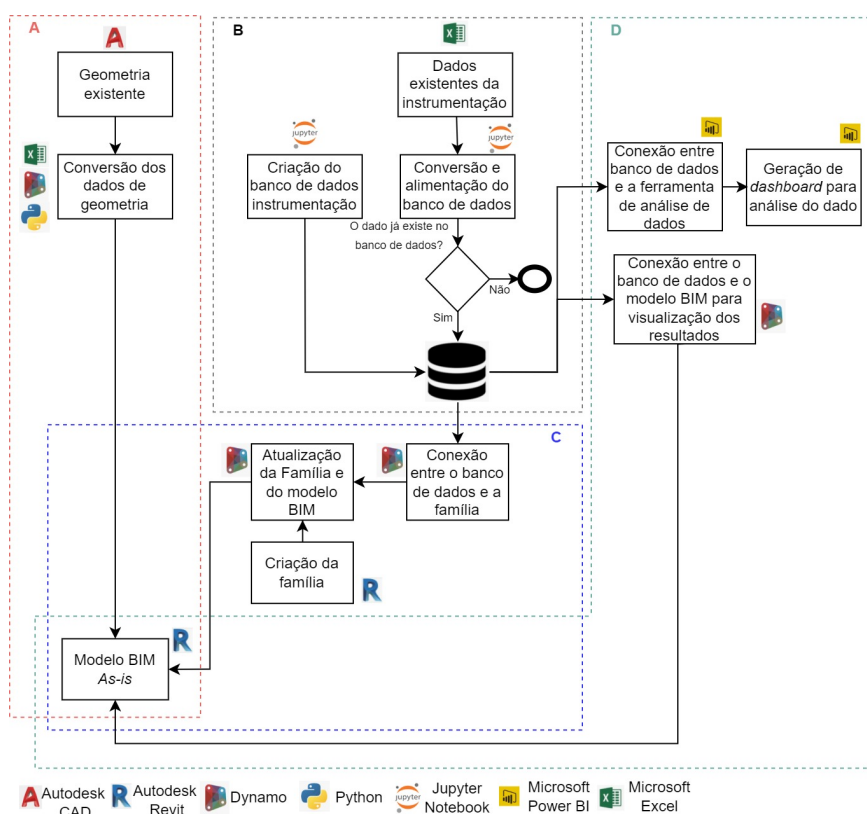 A
Geometria
existente
Conversão dos
dados de
geometria
B
Dados
existentes da
instrumentação
jupyter
jupyter
Criação do
banco de dados
instrumentação
Conversão e
alimentação do
banco de dados
O dado já existe no
banco de dados?
Não
Sim
D
Conexão entre
banco de dados
e a ferramenta
de análise de
dados
Geração de
dashboard para
análise do dado
Conexão entre o
banco de dados e o
modelo BIM para
visualização dos
resultados
C
Atualização
da Família e
do modelo
BIM
Conexão
entre o banco
de dados e a
família
Criação da
família
R
R
Modelo BIM
As-is
Autodesk
CAD
R
Autodesk
Revit
Dynamo
Python
jupyter
Jupyter
Notebook
Microsoft
Power BI
Microsoft
Excel